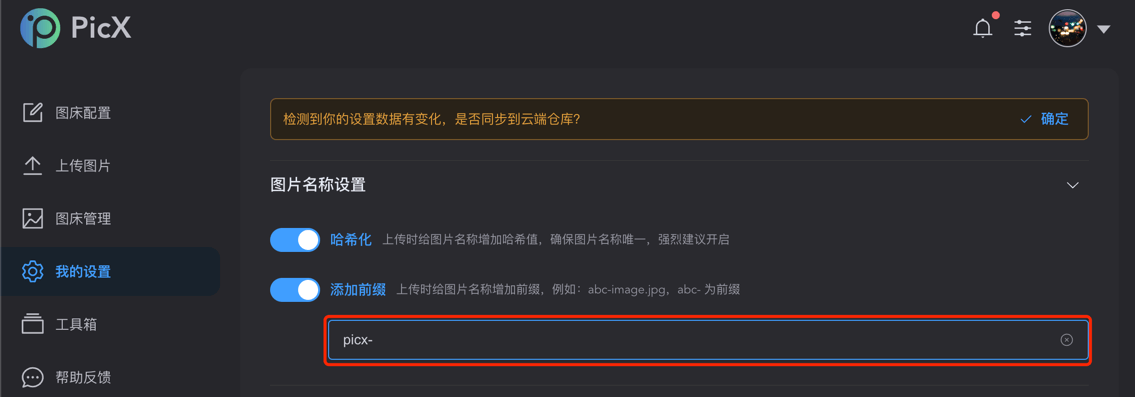 PicX
图床配置
上传图片
图床管理
我的设置
工具箱
帮助反馈
检测到你的设置数据有变化，是否同步到云端仓库？
确定
图片名称设置
哈希化 上传时给图片名称增加哈希值，确保图片名称唯一，强烈建议开启
添加前缀 上传时给图片名称增加前缀，例如：abc-image.jpg，abc- 为前缀
picx-